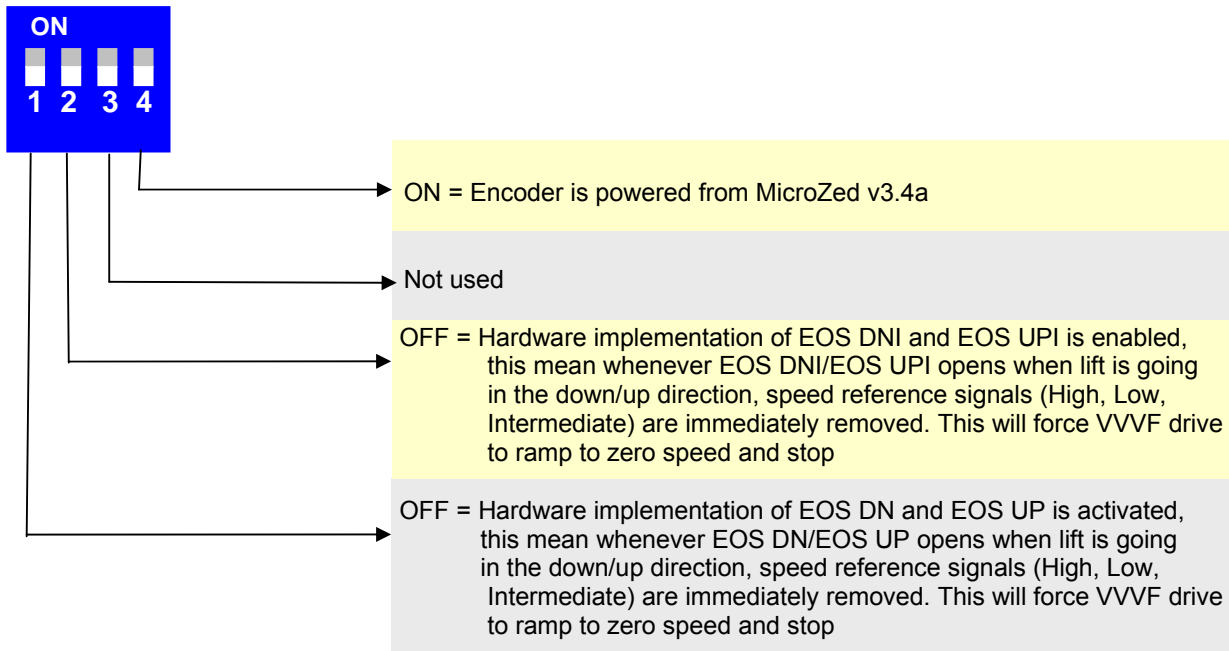 ON
1 2 3 4
ON = Encoder is powered from MicroZed v3.4a
Not used
OFF = Hardware implementation of EOS DNI and EOS UPI is enabled,
this mean whenever EOS DNI/EOS UPI opens when lift is going
in the down/up direction, speed reference signals (High, Low,
Intermediate) are immediately removed. This will force VVVF drive
to ramp to zero speed and stop
OFF = Hardware implementation of EOS DN and EOS UP is activated,
this mean whenever EOS DN/EOS UP opens when lift is going
in the down/up direction, speed reference signals (High, Low,
Intermediate) are immediately removed. This will force VVVF drive
to ramp to zero speed and stop